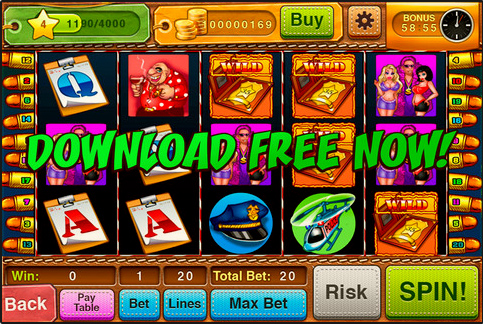 4 1190/4000 00000169 Buy BONUS
58 55
Q WILD WILD
DOWNLOAD FREE NOW!
A A WILD
Win: 0 1 20 Total Bet: 20
Back Pay Table Bet Lines Max Bet Risk SPIN!